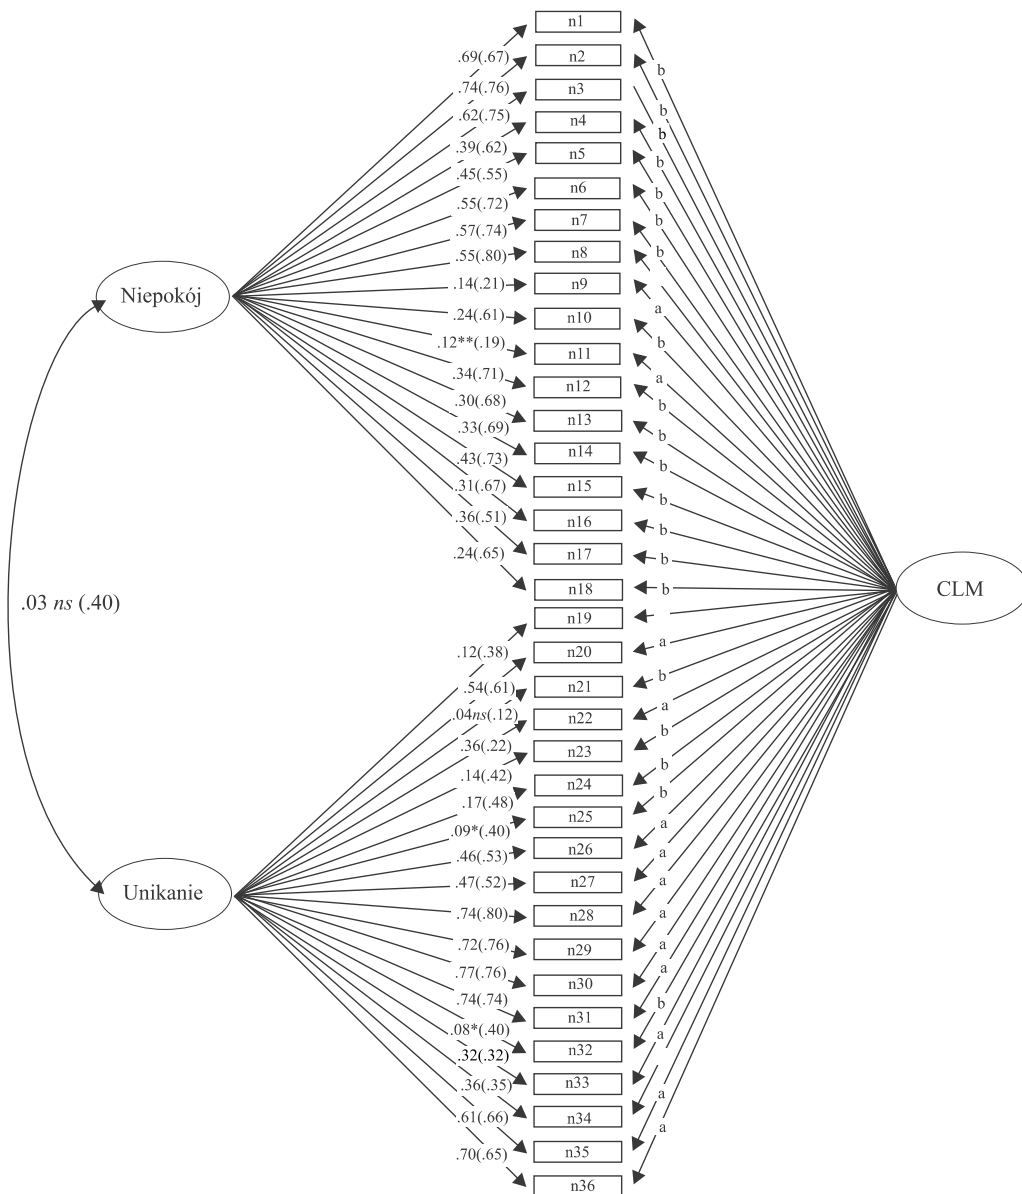 n1
.69(.67)
n2
b
.74(.76)
n3
b
.62(.75)
n4
b
.39(.62)
n5
b
.45(.55)
n6
b
.55(.72)
n7
b
.57(.74)
n8
b
.55(.80)
n9
.14(.21)
a
Niepokój
n10
.24(.61)
b
n11
.12**(.19)
a
n12
.34(.71)
b
n13
.30(.68)
b
n14
.33(.69)
b
n15
.43(.73)
b
n16
.31(.67)
b
n17
.36(.51)
b
n18
.24(.65)
b
CLM
.03 ns (.40)
n19
a
n20
.12(.38)
b
n21
.54(.61)
a
n22
.04ns(.12)
b
n23
.36(.22)
b
n24
.14(.42)
b
n25
.17(.48)
a
n26
.09*(.40)
a
n27
.46(.53)
a
Unikanie
n28
.47(.52)
a
n29
.74(.80)
a
n30
.72(.76)
a
n31
.77(.76)
b
n32
.74(.74)
a
n33
.08*(.40)
.32(.32)
n34
.36(.35)
a
n35
.61(.66)
a
n36
.70(.65)